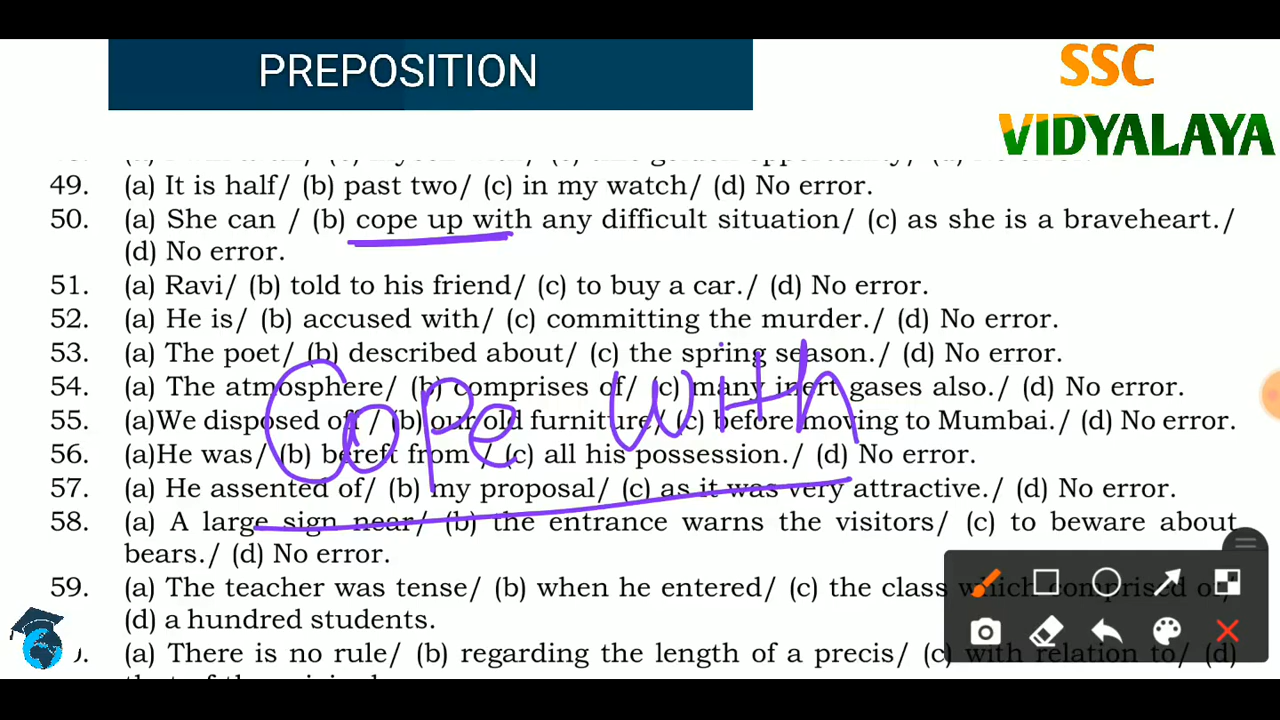 PREPOSITION
SSC
VIDYALAYA
49. (a) It is half/ (b) past two/ (c) in my watch/ (d) No error.
50. (a) She can / (b) cope up with any difficult situation/ (c) as she is a braveheart./
(d) No error.
51. (a) Ravi/ (b) told to his friend/ (c) to buy a car./ (d) No error.
52. (a) He is/ (b) accused with/ (c) committing the murder./ (d) No error.
53. (a) The poet/ (b) described about/ (c) the spring season./ (d) No error.
54. (a) The atmosphere/ (b) comprises of/ (c) many inert gases also./ (d) No error.
Cope with
55. (a)We disposed off/ (b) our old furniture/ (c) before moving to Mumbai./ (d) No error.
56. (a)He was/ (b) bereft from / (c) all his possession./ (d) No error.
57. (a) He assented of/ (b) my proposal/ (c) as it was very attractive./ (d) No error.
58. (a) A large sign near/ (b) the entrance warns the visitors/ (c) to beware about
bears./ (d) No error.
59. (a) The teacher was tense/ (b) when he entered/ (c) the class which comprised of/
(d) a hundred students.
(a) There is no rule/ (b) regarding the length of a precis/ (c) with relation to/ (d)